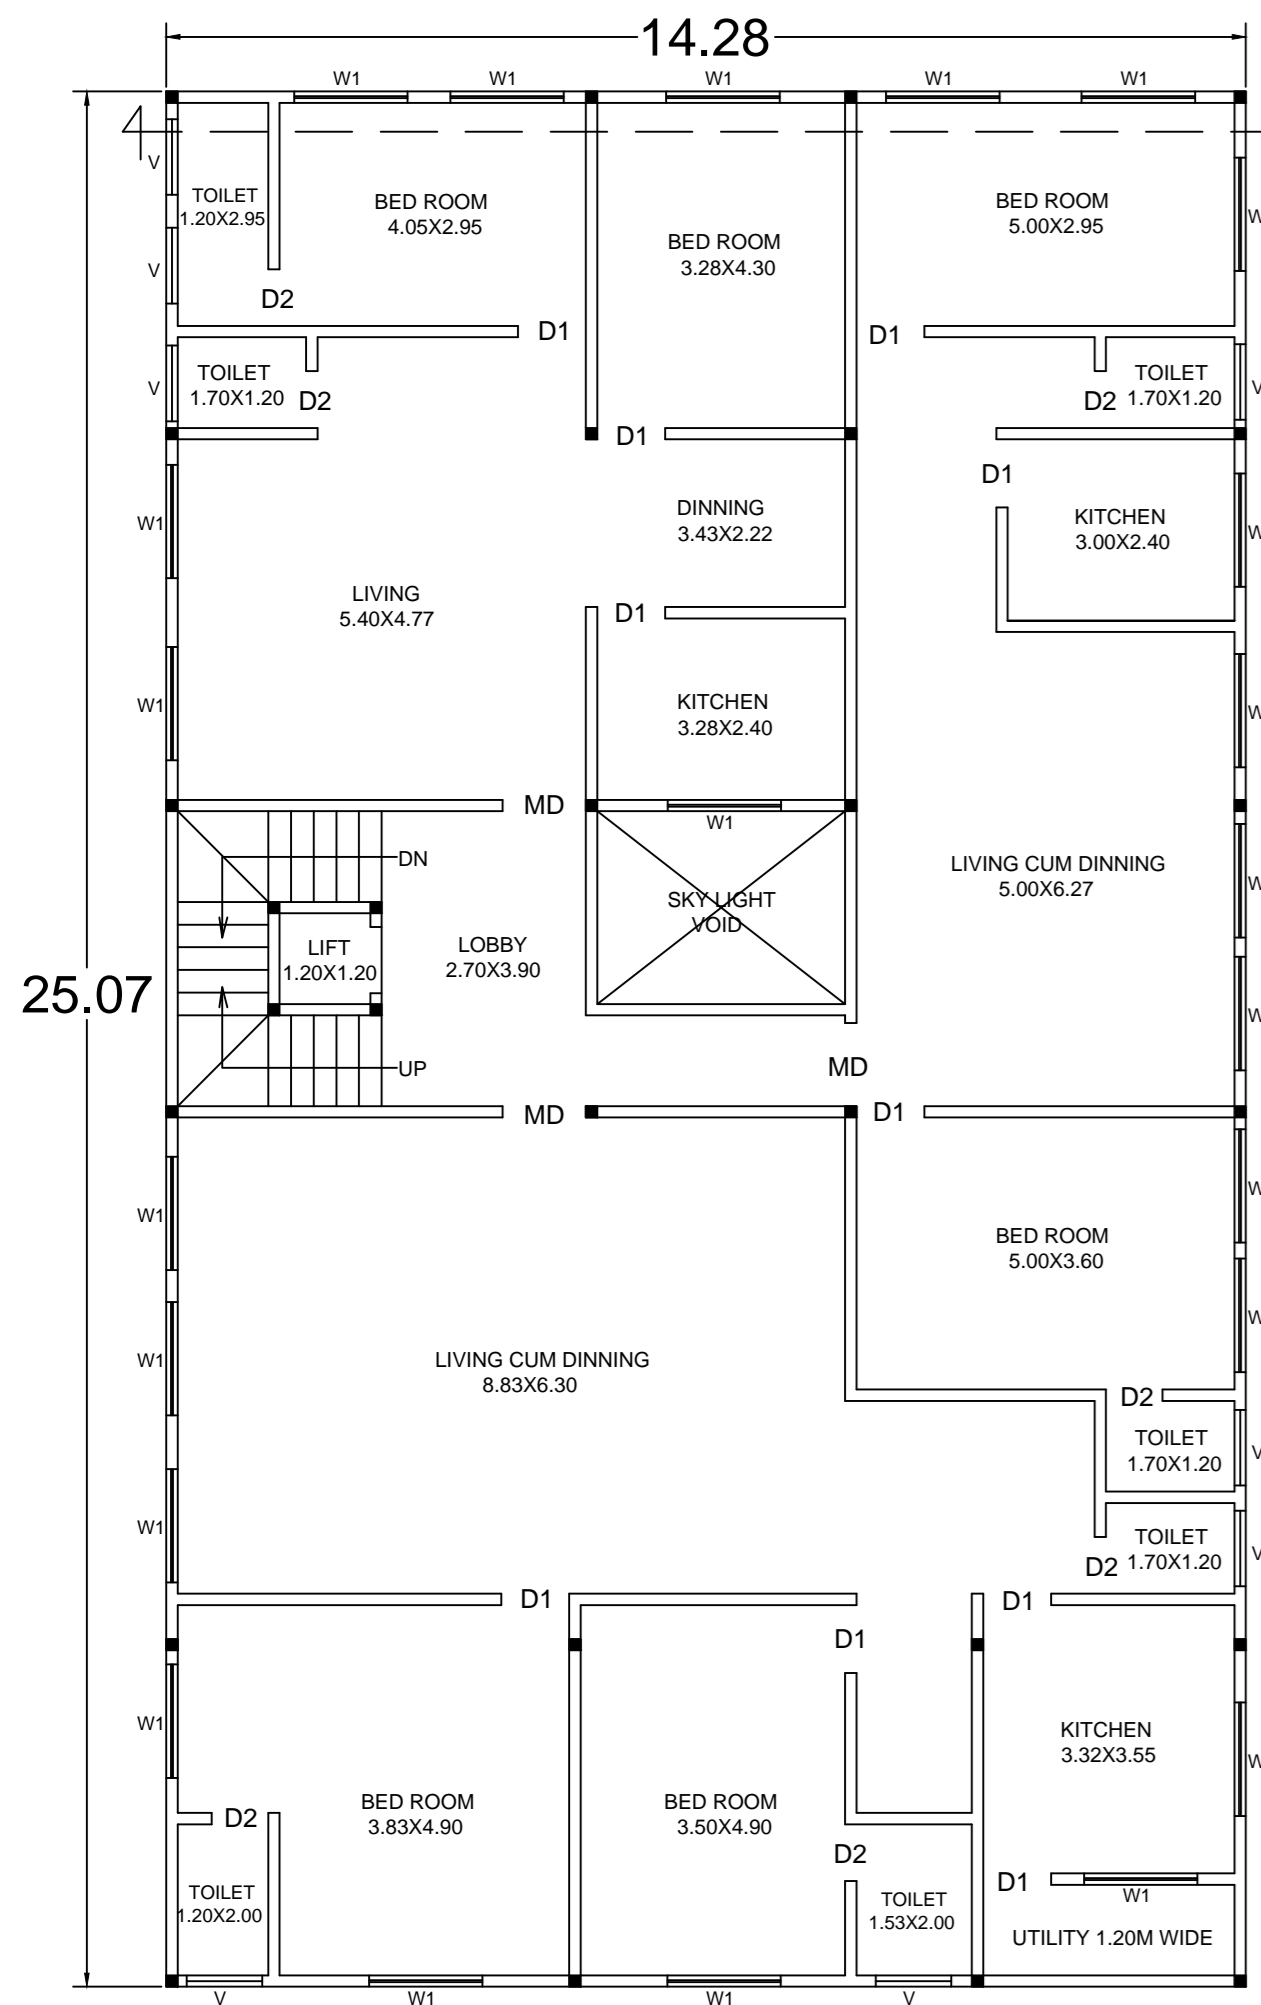 14.28
W1 W1 W1 W1 W1
V
TOILET
1.20X2.95
BED ROOM
4.05X2.95
BED ROOM
3.28X4.30
BED ROOM
5.00X2.95
W
V
D2
D1
D1
V
TOILET
1.70X1.20
D2
D2
TOILET
1.70X1.20
V
D1
D1
W1
DINNING
3.43X2.22
KITCHEN
3.00X2.40
W
LIVING
5.40X4.77
D1
W1
KITCHEN
3.28X2.40
W
MD
W1
DN
LIVING CUM DINNING
5.00X6.27
W
SKY LIGHT
VOID
LIFT
1.20X1.20
LOBBY
2.70X3.90
25.07
W
UP
MD
MD
D1
W1
W
BED ROOM
5.00X3.60
W
W1
LIVING CUM DINNING
8.83X6.30
D2
TOILET
1.70X1.20
V
W1
TOILET
1.70X1.20
V
D2
D1
D1
D1
W1
KITCHEN
3.32X3.55
W
BED ROOM
3.83X4.90
BED ROOM
3.50X4.90
D2
D2
D1
W1
TOILET
1.20X2.00
TOILET
1.53X2.00
UTILITY 1.20M WIDE
V W1 W1 V